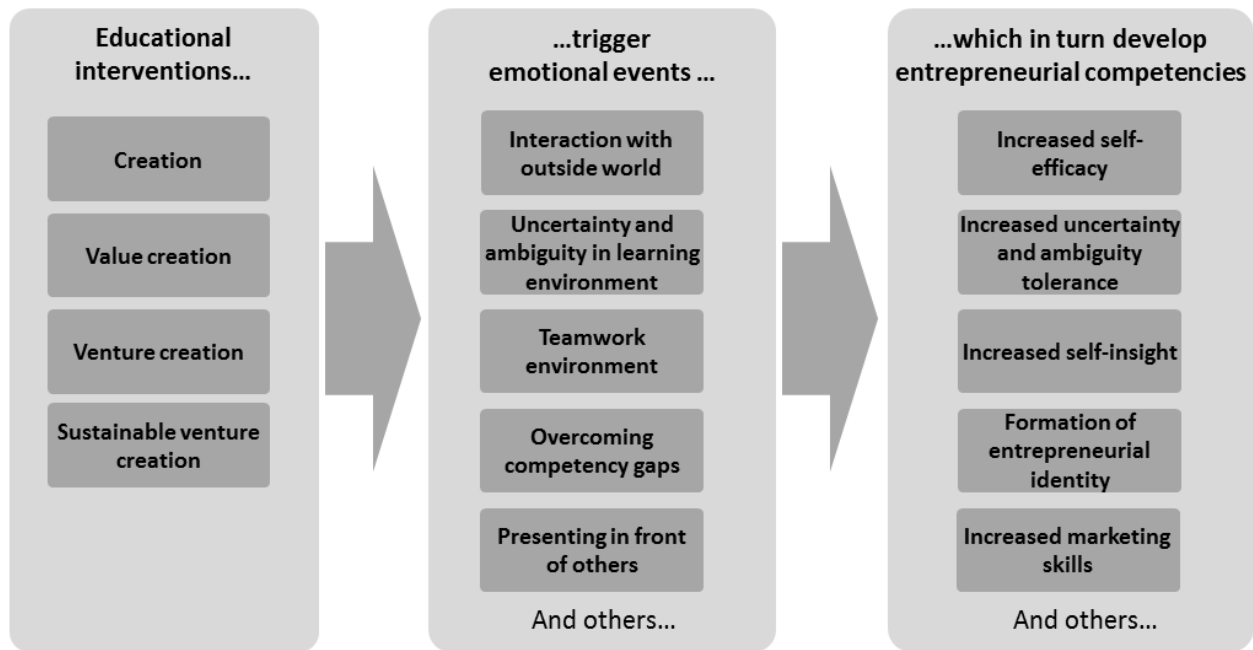 Educational
interventions…
Creation
Value creation
Venture creation
Sustainable venture
creation
…trigger
emotional events …
Interaction with
outside world
Uncertainty and
ambiguity in learning
environment
Teamwork
environment
Overcoming
competency gaps
Presenting in front
of others
And others…
…which in turn develop
entrepreneurial competencies
Increased self-
efficacy
Increased uncertainty
and ambiguity
tolerance
Increased self-insight
Formation of
entrepreneurial
identity
Increased marketing
skills
And others…